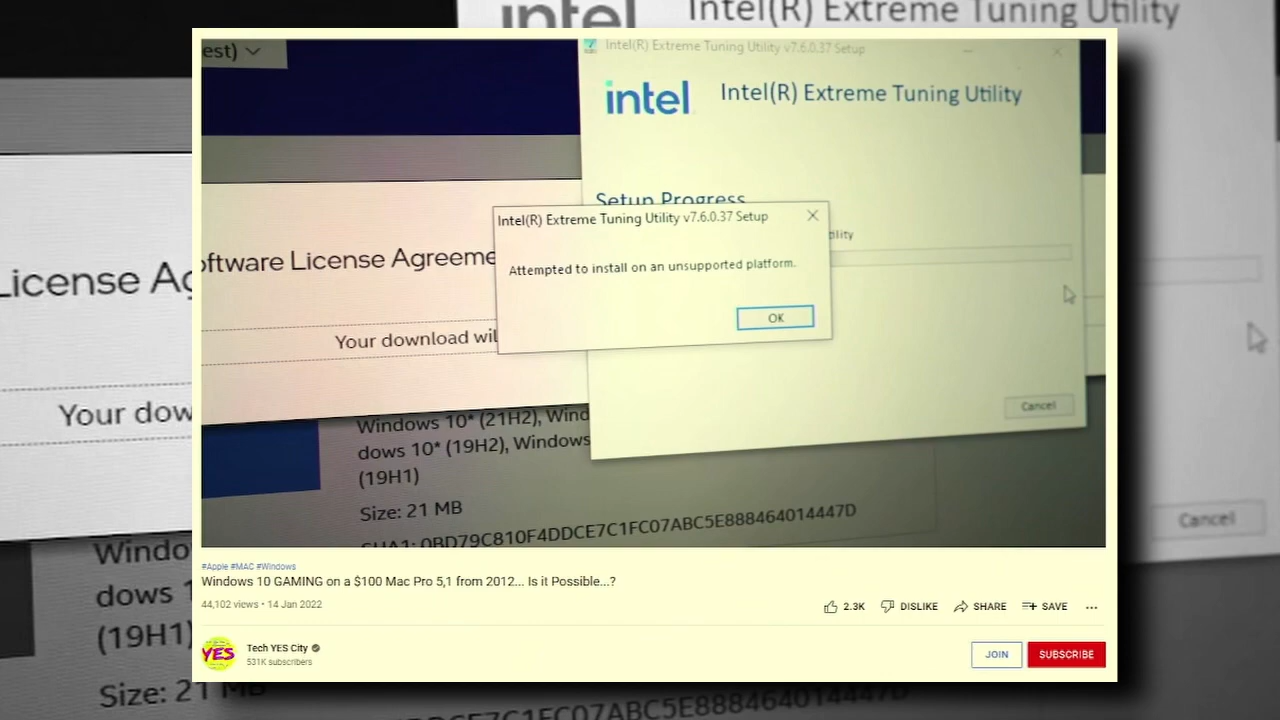 intel
Intel(R) Extreme Tuning Utility
est)
Intel(R) Extreme Tuning Utility v7.6.0.37 Setup
intel
Intel(R) Extreme Tuning Utility
Setup Progress
Intel(R) Extreme Tuning Utility v7.6.0.37 Setup
ility
Attempted to install on an unsupported platform.
OK
License Ag
oftware License Agreeme
Your download wil
Your dow
Cancel
Windows 10* (21H2), Wind
dows 10* (19H2), Windows
(19H1)
Size: 21 MB
SHA1: 0BD79C810F4DDCE7C1FC07ABC5E888464014447D
Cancel
Windo
dows 1
(19H1)
Size: 21 MB
#Apple #MAC #Windows
Windows 10 GAMING on a $100 Mac Pro 5,1 from 2012... Is it Possible...?
44,102 views • 14 Jan 2022
2.3K
DISLIKE
SHARE
SAVE
YES
Tech YES City
531K subscribers
JOIN
SUBSCRIBE